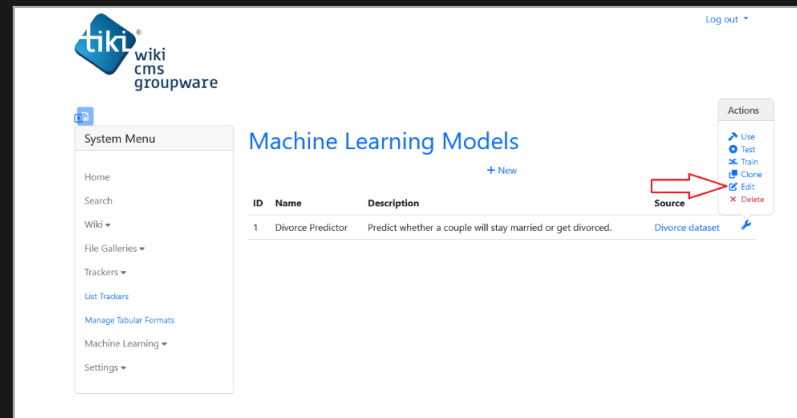 Log out
tiki®
wiki
cms
groupware
Actions
Use
Test
Train
Clone
Edit
Delete
System Menu
Home
Search
Wiki
File Galleries
Trackers
List Trackers
Manage Tabular Formats
Machine Learning
Settings
Machine Learning Models
+ New
ID Name Description Source
1 Divorce Predictor Predict whether a couple will stay married or get divorced. Divorce dataset